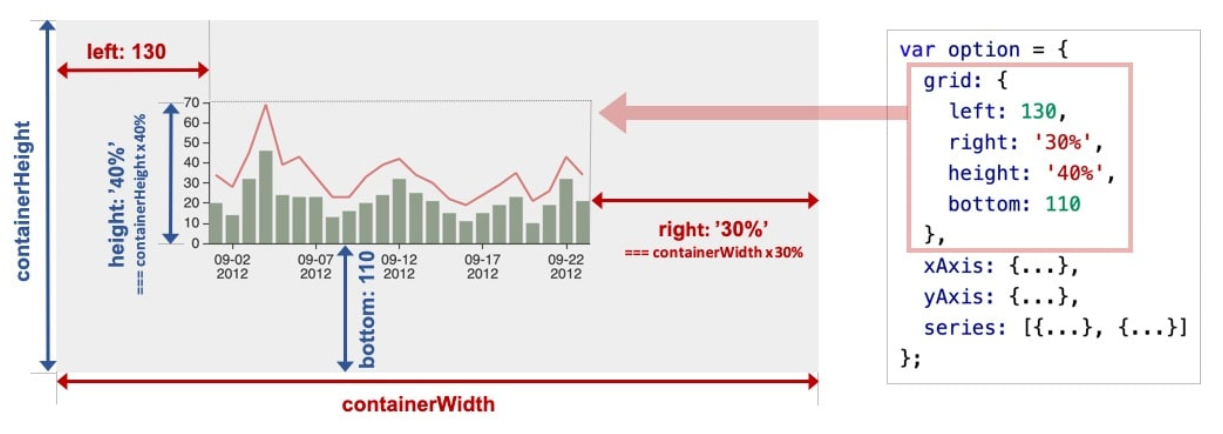 left: 130
containerHeight
height: '40%'
=== containerHeight x 40%
70
60
50
40
30
20
10
0
09-02
2012
09-07
2012
09-12
2012
09-17
2012
09-22
2012
bottom: 110
right: '30%'
=== containerWidth x 30%
containerWidth
var option = {
grid: {
left: 130,
right: '30%',
height: '40%',
bottom: 110
},
xAxis: {...},
yAxis: {...},
series: [{...}, {...}]
};